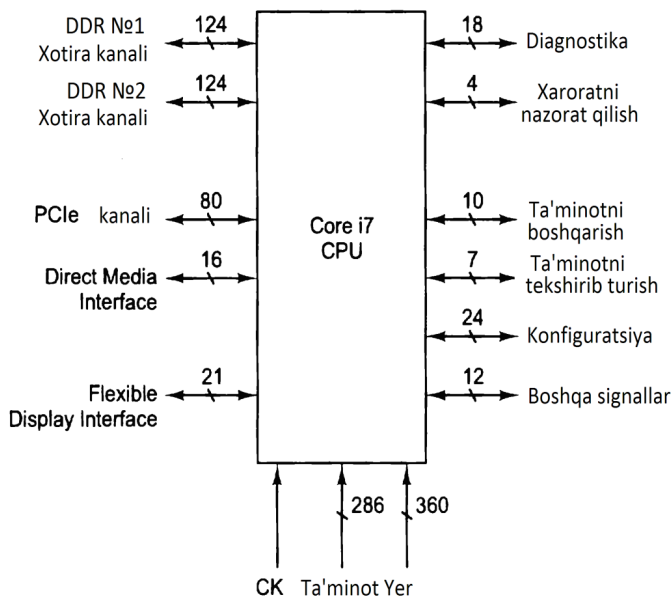 DDR №1
Xotira kanali
124
DDR №2
Xotira kanali
124
PCIe kanali
80
Direct Media
Interface
16
Flexible
Display Interface
21
Core i7
CPU
18
Diagnostika
4
Xaroratni
nazorat qilish
10
Ta'minotni
boshqarish
7
Ta'minotni
tekshirib turish
24
Konfiguratsiya
12
Boshqa signallar
286
360
CK Ta'minot Yer